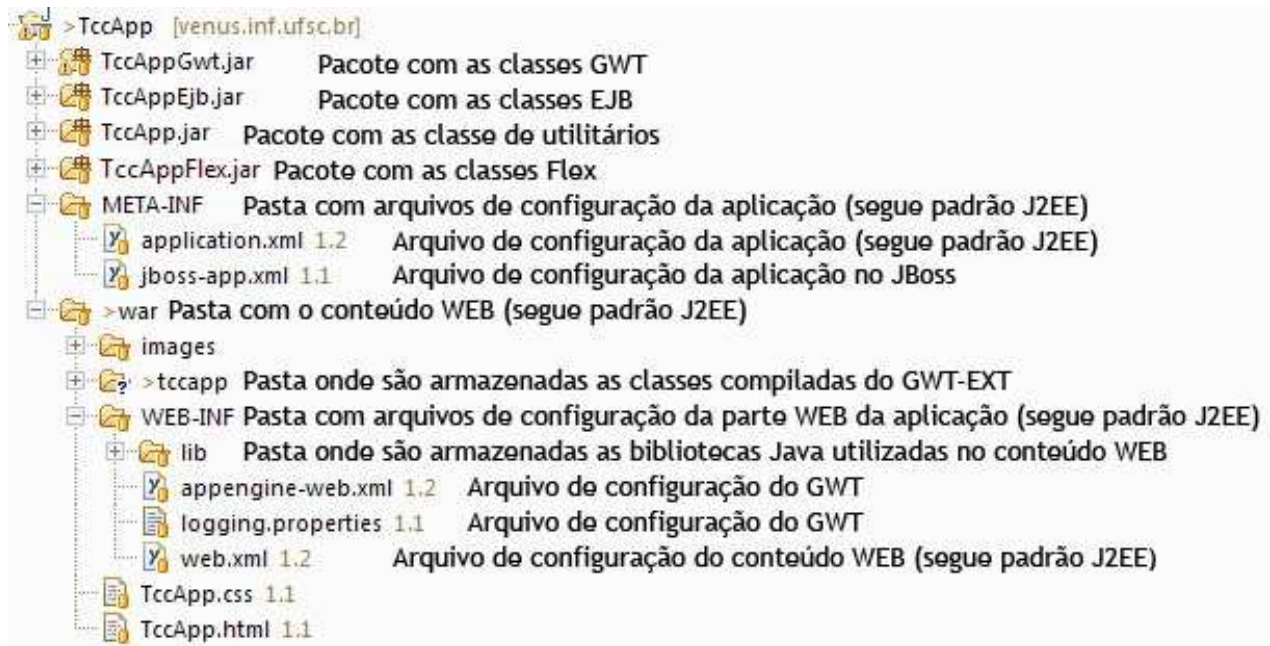 >TccApp [venus.inf.ufsc.br]
TccAppGwt.jar Pacote com as classes GWT
TccAppEjb.jar Pacote com as classes EJB
TccApp.jar Pacote com as classe de utilitários
TccAppFlex.jar Pacote com as classes Flex
META-INF Pasta com arquivos de configuração da aplicação (segue padrão J2EE)
application.xml 1.2 Arquivo de configuração da aplicação (segue padrão J2EE)
jboss-app.xml 1.1 Arquivo de configuração da aplicação no JBoss
>war Pasta com o conteúdo WEB (segue padrão J2EE)
images
>tccapp Pasta onde são armazenadas as classes compiladas do GWT-EXT
WEB-INF Pasta com arquivos de configuração da parte WEB da aplicação (segue padrão J2EE)
lib Pasta onde são armazenadas as bibliotecas Java utilizadas no conteúdo WEB
appengine-web.xml 1.2 Arquivo de configuração do GWT
logging.properties 1.1 Arquivo de configuração do GWT
web.xml 1.2 Arquivo de configuração do conteúdo WEB (segue padrão J2EE)
TccApp.css 1.1
TccApp.html 1.1